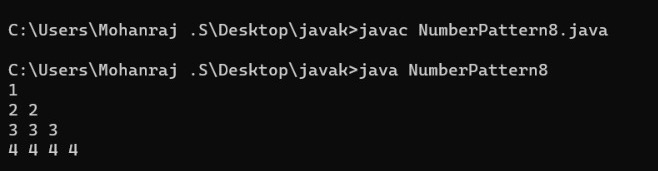 C:\Users\Mohanraj .S\Desktop\javak>javac NumberPattern8.java
C:\Users\Mohanraj .S\Desktop\javak>java NumberPattern8
1
2 2
3 3 3
4 4 4 4